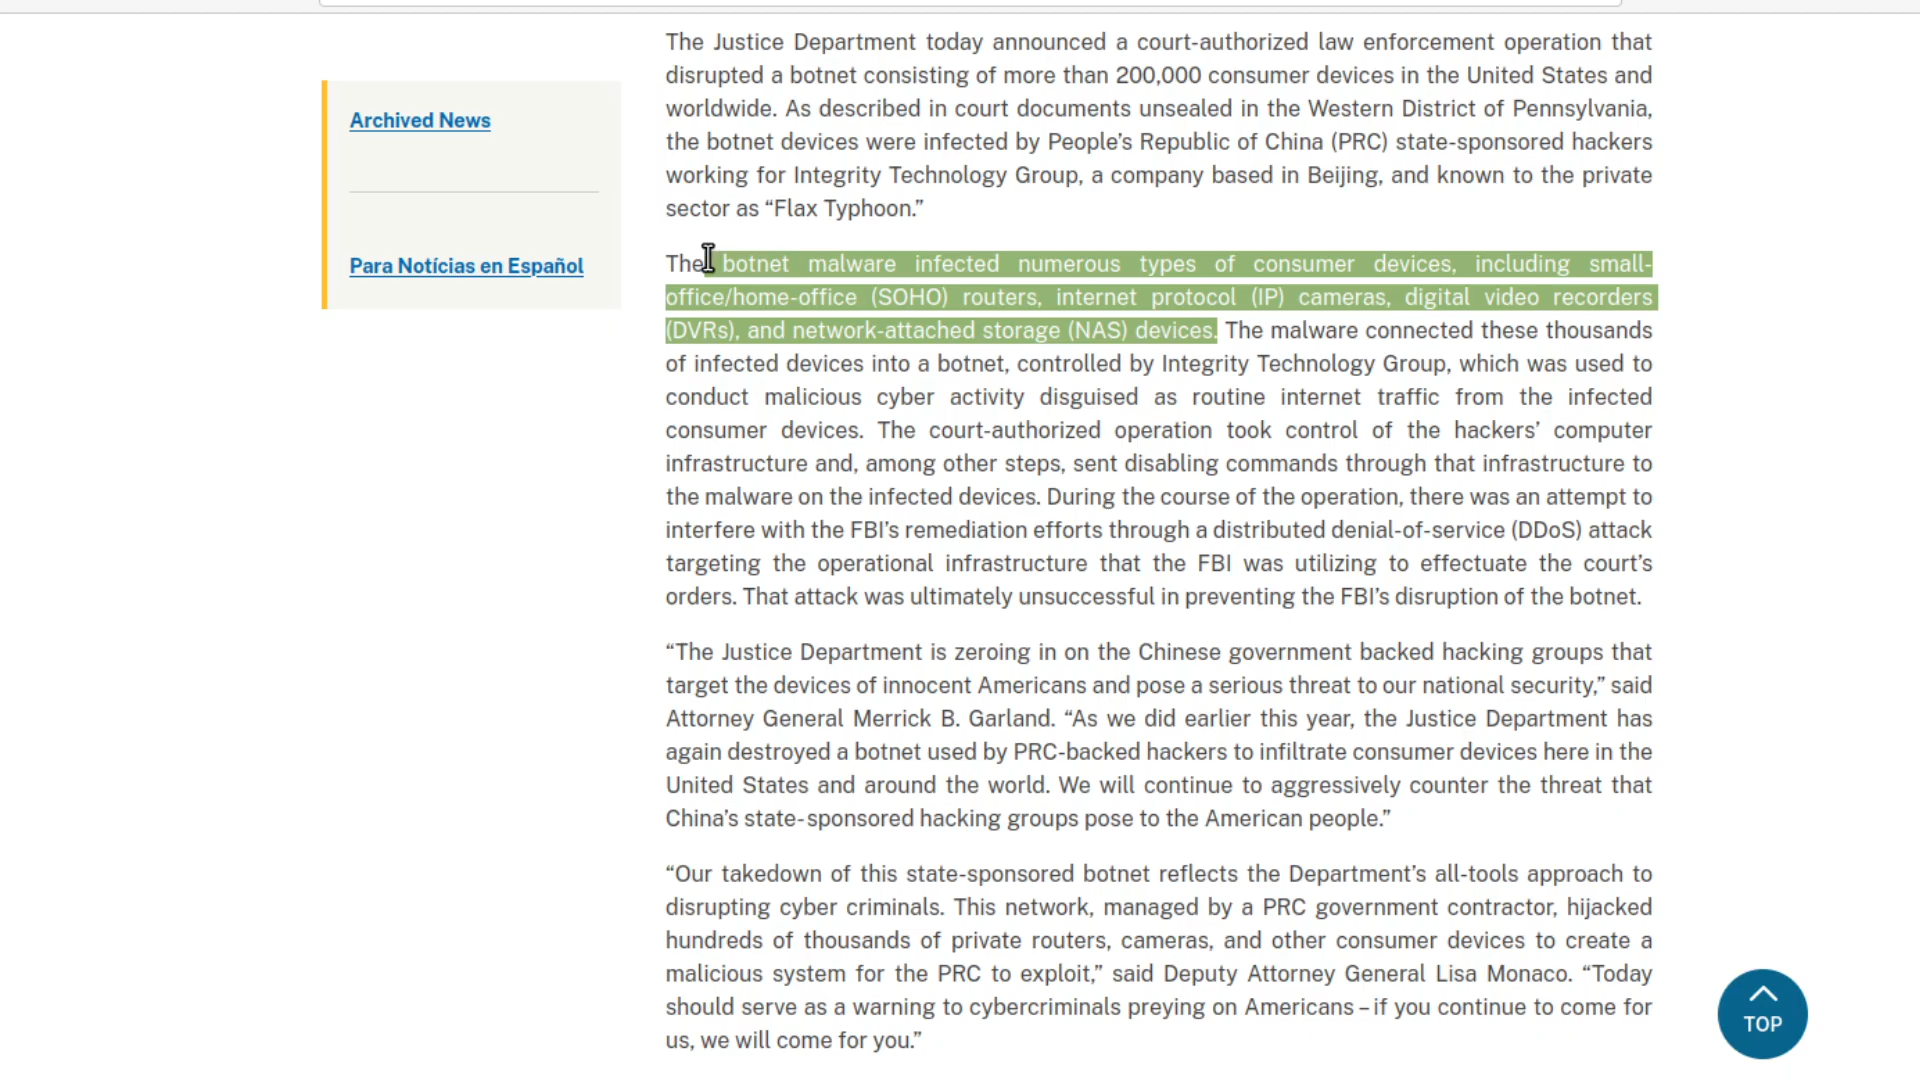 The Justice Department today announced a court-authorized law enforcement operation that
disrupted a botnet consisting of more than 200,000 consumer devices in the United States and
worldwide. As described in court documents unsealed in the Western District of Pennsylvania,
the botnet devices were infected by People’s Republic of China (PRC) state-sponsored hackers
working for Integrity Technology Group, a company based in Beijing, and known to the private
sector as “Flax Typhoon.”
Archived News
Para Notícias en Español
The botnet malware infected numerous types of consumer devices, including small-
office/home-office (SOHO) routers, internet protocol (IP) cameras, digital video recorders
(DVRs), and network-attached storage (NAS) devices. The malware connected these thousands
of infected devices into a botnet, controlled by Integrity Technology Group, which was used to
conduct malicious cyber activity disguised as routine internet traffic from the infected
consumer devices. The court-authorized operation took control of the hackers’ computer
infrastructure and, among other steps, sent disabling commands through that infrastructure to
the malware on the infected devices. During the course of the operation, there was an attempt to
interfere with the FBI’s remediation efforts through a distributed denial-of-service (DDoS) attack
targeting the operational infrastructure that the FBI was utilizing to effectuate the court’s
orders. That attack was ultimately unsuccessful in preventing the FBI’s disruption of the botnet.
“The Justice Department is zeroing in on the Chinese government backed hacking groups that
target the devices of innocent Americans and pose a serious threat to our national security,” said
Attorney General Merrick B. Garland. “As we did earlier this year, the Justice Department has
again destroyed a botnet used by PRC-backed hackers to infiltrate consumer devices here in the
United States and around the world. We will continue to aggressively counter the threat that
China’s state-sponsored hacking groups pose to the American people.”
“Our takedown of this state-sponsored botnet reflects the Department’s all-tools approach to
disrupting cyber criminals. This network, managed by a PRC government contractor, hijacked
hundreds of thousands of private routers, cameras, and other consumer devices to create a
malicious system for the PRC to exploit,” said Deputy Attorney General Lisa Monaco. “Today
should serve as a warning to cybercriminals preying on Americans – if you continue to come for
us, we will come for you.”
TOP